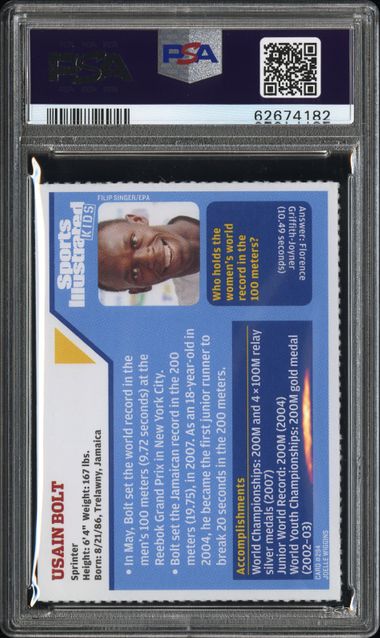 PSA
PSA
62674182
USAIN BOLT
Sprinter
Height: 6'4" Weight: 167 lbs.
Born: 8/21/86, Trelawny, Jamaica
Sports
Illustrated
KIDS
FILIP SINGER/EPA
• In May, Bolt set the world record in the
men's 100 meters (9.72 seconds) at the
Reebok Grand Prix in New York City.
• Bolt set the Jamaican record in the 200
meters (19.75), in 2007. As an 18-year-old in
2004, he became the first junior runner to
break 20 seconds in the 200 meters.
Who holds the
women's world
record in the
100 meters?
Answer: Florence
Griffith-Joyner
(10.49 seconds)
Accomplishments
World Championships: 200M and 4 x 100M relay
silver medals (2007)
Junior World Record: 200M (2004)
World Youth Championships: 200M gold medal
(2002-03)
CARD #294
JOELLE WIGGINS